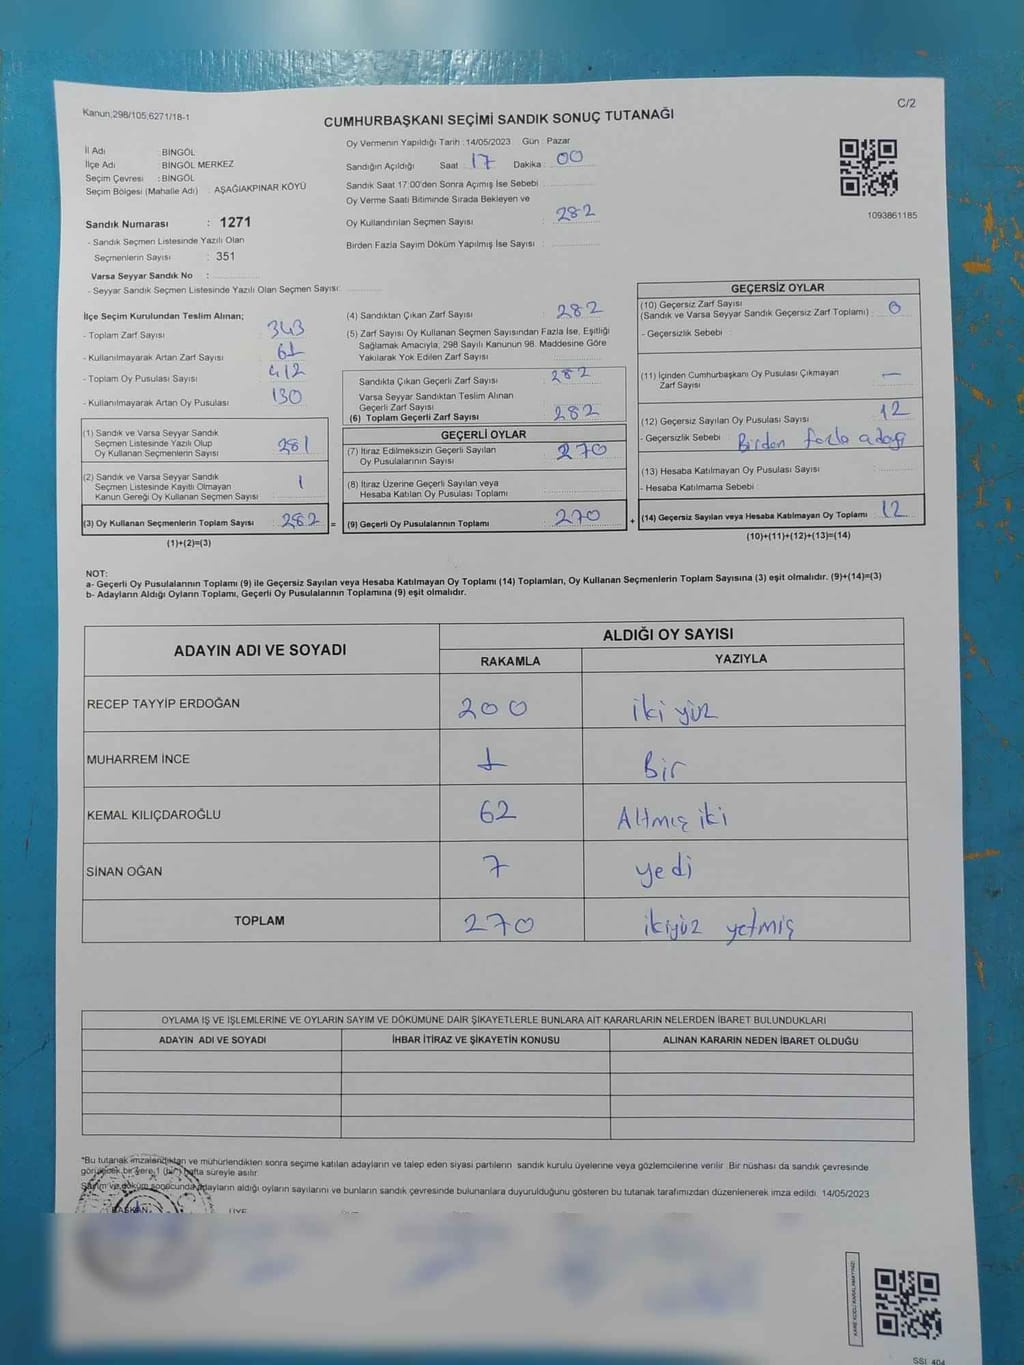 Kanun;298/105;6271/18-1
C/2
CUMHURBAŞKANI SEÇİMİ SANDIK SONUÇ TUTANAĞI
İl Adı : BİNGÖL
İlçe Adı : BİNGÖL MERKEZ
Seçim Çevresi : BİNGÖL
Seçim Bölgesi (Mahalle Adı) : AŞAĞIAKPINAR KÖYÜ
Sandık Numarası : 1271
- Sandık Seçmen Listesinde Yazılı Olan
Seçmenlerin Sayısı : 351
Varsa Seyyar Sandık No :
- Seyyar Sandık Seçmen Listesinde Yazılı Olan Seçmen Sayısı:
Oy Vermenin Yapıldığı Tarih :14/05/2023 Gün : Pazar
Sandığın Açıldığı Saat : 17 Dakika : 00
Sandık Saat 17:00'den Sonra Açımış İse Sebebi :
Oy Verme Saati Bitiminde Sırada Bekleyen ve
Oy Kullandırılan Seçmen Sayısı : 282
Birden Fazla Sayım Döküm Yapılmış İse Sayısı :
1093861185
İlçe Seçim Kurulundan Teslim Alınan;
- Toplam Zarf Sayısı : 343
- Kullanılmayarak Artan Zarf Sayısı : 61
- Toplam Oy Pusulası Sayısı : 412
- Kullanılmayarak Artan Oy Pusulası : 130
(1) Sandık ve Varsa Seyyar Sandık
Seçmen Listesinde Yazılı Olup
Oy Kullanan Seçmenlerin Sayısı : 281
(2) Sandık ve Varsa Seyyar Sandık
Seçmen Listesinde Kayıtlı Olmayan
Kanun Gereği Oy Kullanan Seçmen Sayısı : 1
(3) Oy Kullanan Seçmenlerin Toplam Sayısı : 282 =
(1)+(2)=(3)
(4) Sandıktan Çıkan Zarf Sayısı : 282
(5) Zarf Sayısı Oy Kullanan Seçmen Sayısından Fazla İse, Eşitliği
Sağlamak Amacıyla, 298 Sayılı Kanunun 98. Maddesine Göre
Yakılarak Yok Edilen Zarf Sayısı :
Sandıkta Çıkan Geçerli Zarf Sayısı : 282
Varsa Seyyar Sandıktan Teslim Alınan
Geçerli Zarf Sayısı :
(6) Toplam Geçerli Zarf Sayısı : 282
GEÇERLİ OYLAR
(7) İtiraz Edilmeksizin Geçerli Sayılan
Oy Pusulalarının Sayısı : 270
(8) İtiraz Üzerine Geçerli Sayılan veya
Hesaba Katılan Oy Pusulası Toplamı :
(9) Geçerli Oy Pusulalarının Toplamı : 270 +
GEÇERSİZ OYLAR
(10) Geçersiz Zarf Sayısı
(Sandık ve Varsa Seyyar Sandık Geçersiz Zarf Toplamı) : 0
- Geçersizlik Sebebi :
(11) İçinden Cumhurbaşkanı Oy Pusulası Çıkmayan
Zarf Sayısı : —
(12) Geçersiz Sayılan Oy Pusulası Sayısı : 12
- Geçersizlik Sebebi : Birden fazla adayı
(13) Hesaba Katılmayan Oy Pusulası Sayısı :
- Hesaba Katılmama Sebebi :
(14) Geçersiz Sayılan veya Hesaba Katılmayan Oy Toplamı : 12
(10)+(11)+(12)+(13)=(14)
NOT:
a- Geçerli Oy Pusulalarının Toplamı (9) ile Geçersiz Sayılan veya Hesaba Katılmayan Oy Toplamı (14) Toplamları, Oy Kullanan Seçmenlerin Toplam Sayısına (3) eşit olmalıdır. (9)+(14)=(3)
b- Adayların Aldığı Oyların Toplamı, Geçerli Oy Pusulalarının Toplamına (9) eşit olmalıdır.
ADAYIN ADI VE SOYADI ALDIĞI OY SAYISI
RAKAMLA YAZIYLA
RECEP TAYYİP ERDOĞAN 200 iki yüz
MUHARREM İNCE 1 Bir
KEMAL KILIÇDAROĞLU 62 Altmış iki
SİNAN OĞAN 7 yedi
TOPLAM 270 ikiyüz yetmiş
OYLAMA İŞ VE İŞLEMLERİNE VE OYLARIN SAYIM VE DÖKÜMÜNE DAİR ŞİKAYETLERLE BUNLARA AİT KARARLARIN NELERDEN İBARET BULUNDUKLARI
ADAYIN ADI VE SOYADI İHBAR İTİRAZ VE ŞİKAYETİN KONUSU ALINAN KARARIN NEDEN İBARET OLDUĞU
*Bu tutanak imzalandıktan ve mühürlendikten sonra seçime katılan adayların ve talep eden siyasi partilerin sandık kurulu üyelerine veya gözlemcilerine verilir. Bir nüshası da sandık çevresinde
görülecek bir yere 1 (bir) hafta süreyle asılır.
Sayım ve döküm sonucunda adayların aldığı oyların sayılarını ve bunların sandık çevresinde bulunanlara duyurulduğunu gösteren bu tutanak tarafımızdan düzenlenerek imza edildi. 14/05/2023
BAŞKAN ÜYE
KARE KODU KARALAMAYINIZ!
SSİ 404